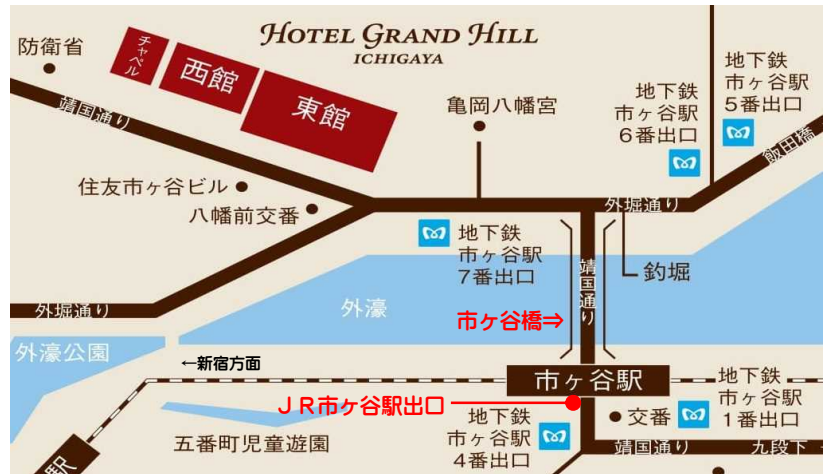 HOTEL GRAND HILL
ICHIGAYA
防衛省
チャペル
西館
東館
靖国通り
亀岡八幡宮
地下鉄
市ヶ谷駅
6番出口
地下鉄
市ヶ谷駅
5番出口
飯田橋
住友市ヶ谷ビル
八幡前交番
外堀通り
地下鉄
市ヶ谷駅
7番出口
靖国通り
釣堀
外堀通り
外濠
市ヶ谷橋⇒
外濠公園
←新宿方面
市ヶ谷駅
JR市ヶ谷駅出口
地下鉄
市ヶ谷駅
1番出口
交番
地下鉄
市ヶ谷駅
4番出口
五番町児童遊園
靖国通り
九段下
駅